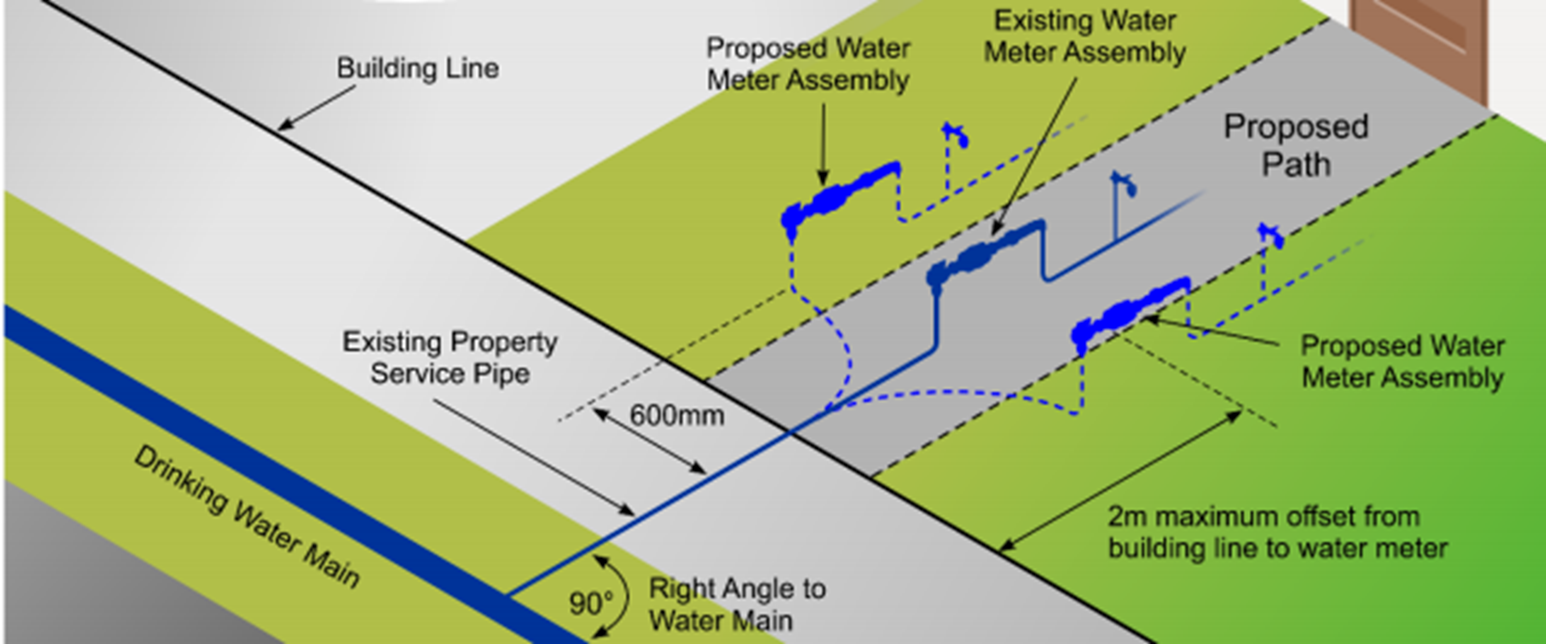 Existing Water
Meter Assembly
Proposed Water
Meter Assembly
Building Line
Proposed
Path
Existing Property
Service Pipe
600mm
Proposed Water
Meter Assembly
Drinking Water Main
2m maximum offset from
building line to water meter
90°
Right Angle to
Water Main